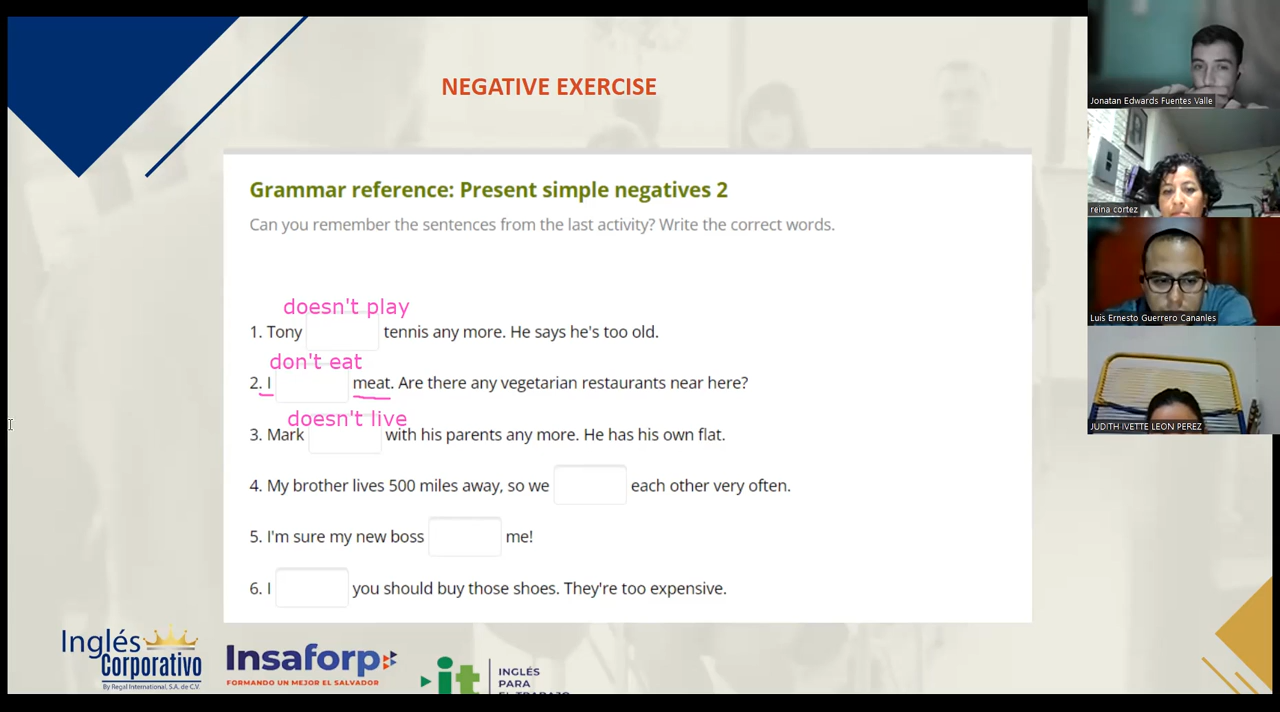 NEGATIVE EXERCISE
Grammar reference: Present simple negatives 2
Can you remember the sentences from the last activity? Write the correct words.
doesn't play
1. Tony tennis any more. He says he's too old.
don't eat
2. I meat. Are there any vegetarian restaurants near here?
doesn't live
3. Mark with his parents any more. He has his own flat.
4. My brother lives 500 miles away, so we each other very often.
5. I'm sure my new boss me!
6. I you should buy those shoes. They're too expensive.
Inglés
Corporativo
By Regal International, S.A. de C.V.
Insaforp
FORMANDO UN MEJOR EL SALVADOR
it
INGLÉS
PARA
EL TRABAJO
Jonatan Edwards Fuentes Valle
reina cortez
Luis Ernesto Guerrero Cananles
JUDITH IVETTE LEON PEREZ